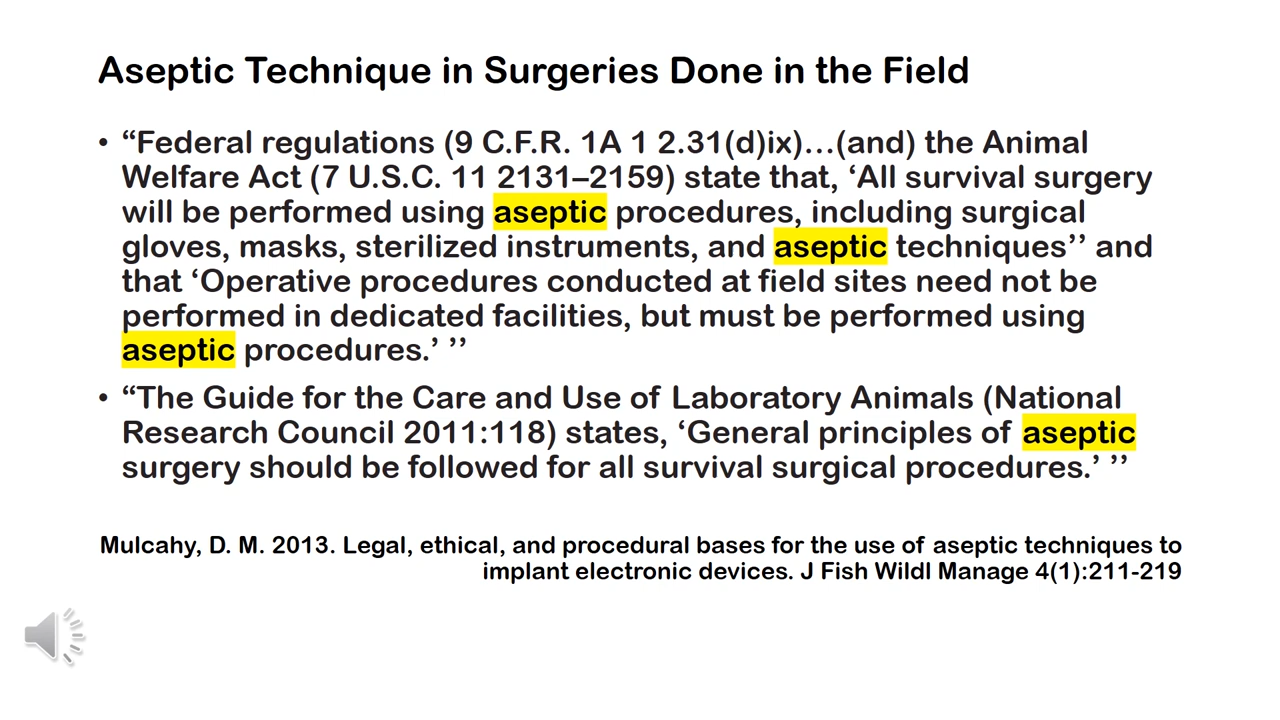 Aseptic Technique in Surgeries Done in the Field
• “Federal regulations (9 C.F.R. 1A 1 2.31(d)ix)…(and) the Animal
Welfare Act (7 U.S.C. 11 2131–2159) state that, ‘All survival surgery
will be performed using aseptic procedures, including surgical
gloves, masks, sterilized instruments, and aseptic techniques’’ and
that ‘Operative procedures conducted at field sites need not be
performed in dedicated facilities, but must be performed using
aseptic procedures.’ ’’
• “The Guide for the Care and Use of Laboratory Animals (National
Research Council 2011:118) states, ‘General principles of aseptic
surgery should be followed for all survival surgical procedures.’ ’’
Mulcahy, D. M. 2013. Legal, ethical, and procedural bases for the use of aseptic techniques to
implant electronic devices. J Fish Wildl Manage 4(1):211-219